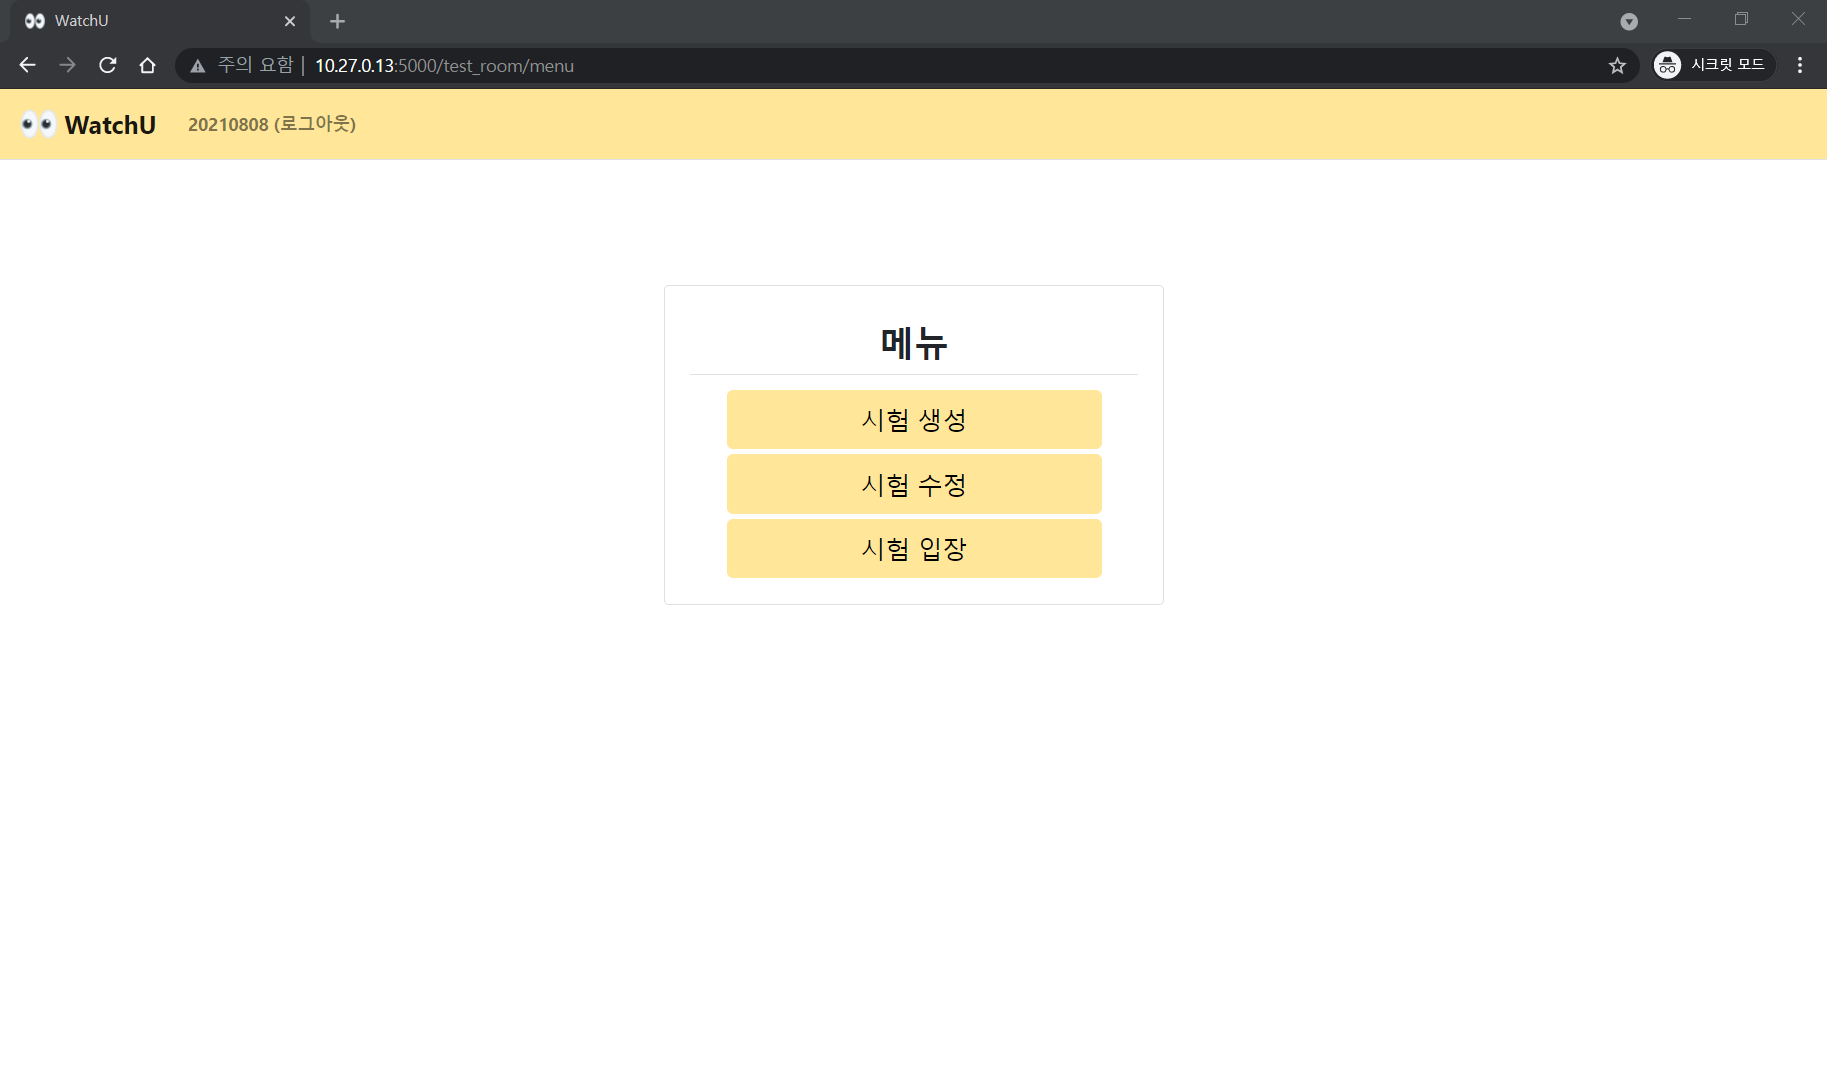 WatchU
주의 요함 | 10.27.0.13:5000/test_room/menu
시크릿 모드
WatchU 20210808 (로그아웃)
메뉴
시험 생성
시험 수정
시험 입장